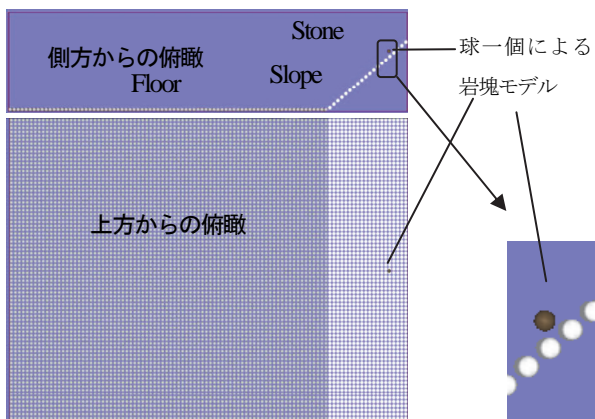 Stone
側方からの俯瞰
Floor
Slope
球一個による
岩塊モデル
上方からの俯瞰